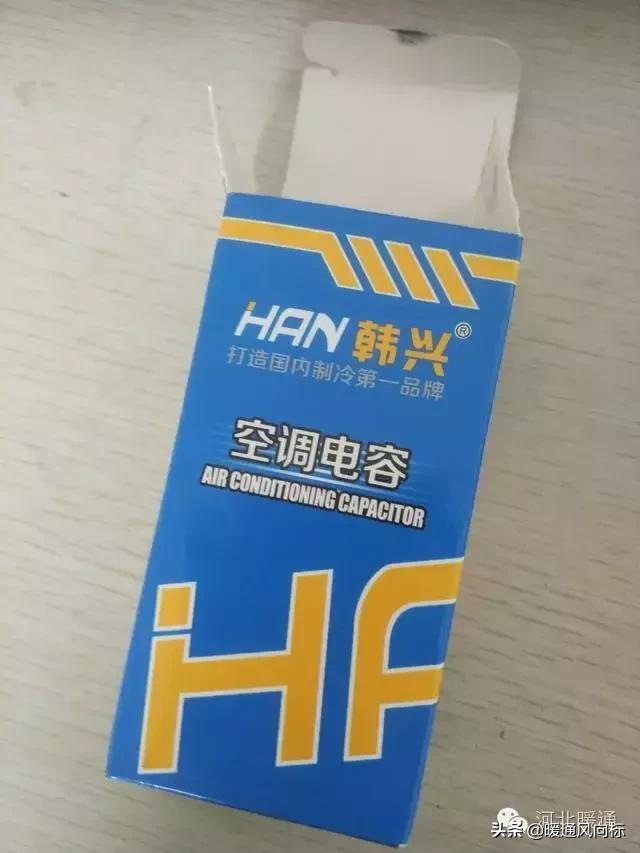 HAN 韩兴®
打造国内制冷第一品牌
空调电容
AIR CONDITIONING CAPACITOR
HA
河北暖通
头条@暖通风向标